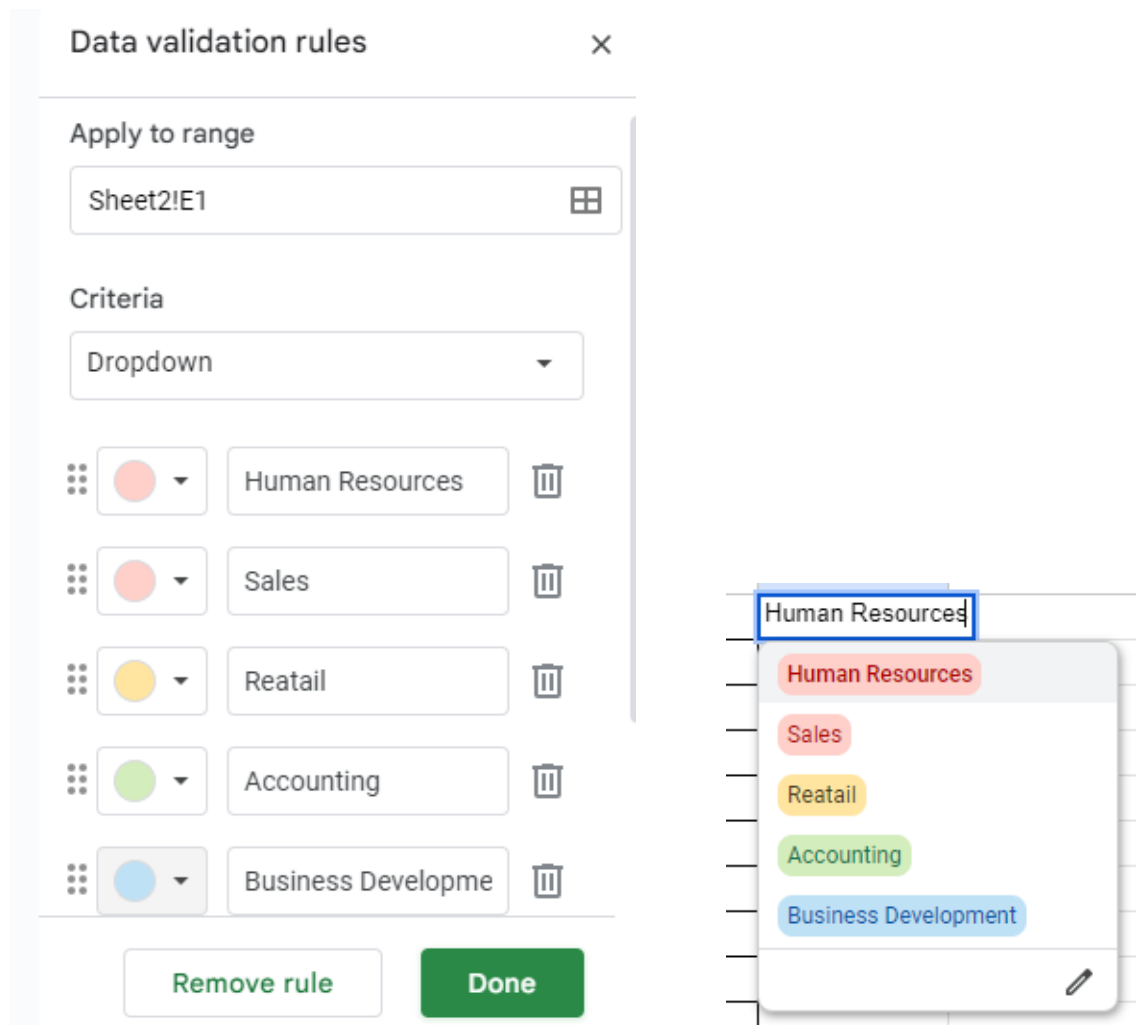 Data validation rules
Apply to range
Sheet2!E1
Criteria
Dropdown
Human Resources
Sales
Reatail
Accounting
Business Developme
Remove rule
Done
Human Resources
Human Resources
Sales
Reatail
Accounting
Business Development